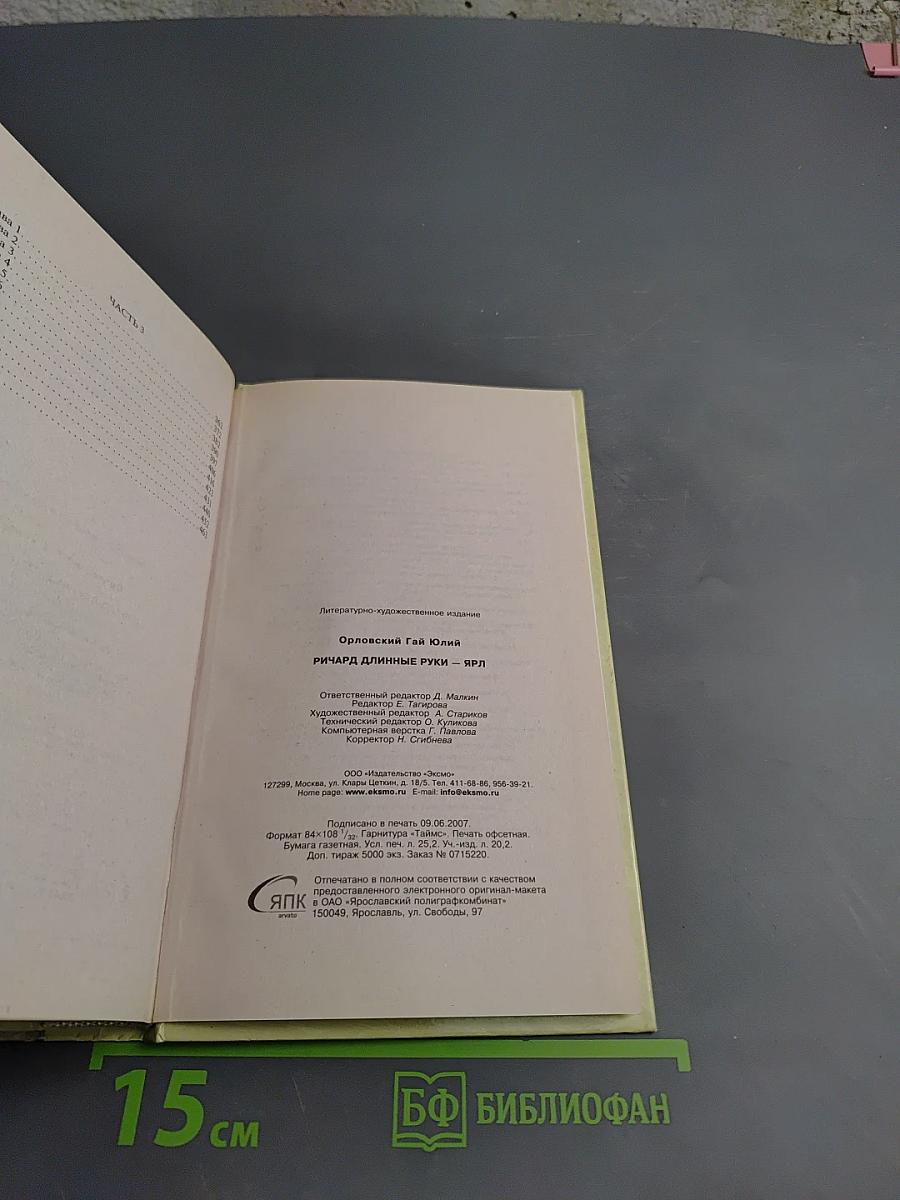 ЧАСТЬ 3
Литературно-художественное издание
Орловский Гай Юлий
РИЧАРД ДЛИННЫЕ РУКИ — ЯРЛ
Ответственный редактор Д. Малкин
Редактор Е. Тагирова
Художественный редактор А. Стариков
Технический редактор О. Куликова
Компьютерная верстка Г. Павлова
Корректор Н. Сгибнева
ООО «Издательство «Эксмо»
127299, Москва, ул. Клары Цеткин, д. 18/5. Тел. 411-68-86, 956-39-21.
Home page: www.eksmo.ru E-mail: info@eksmo.ru
Подписано в печать 09.06.2007.
Формат 84×108 1/32. Гарнитура «Таймс». Печать офсетная.
Бумага газетная. Усл. печ. л. 25,2. Уч.-изд. л. 20,2.
Доп. тираж 5000 экз. Заказ № 0715220.
ЯПК
arvato
Отпечатано в полном соответствии с качеством
предоставленного электронного оригинал-макета
в ОАО «Ярославский полиграфкомбинат»
150049, Ярославль, ул. Свободы, 97
15 см
БФ БИБ�лиОФАН